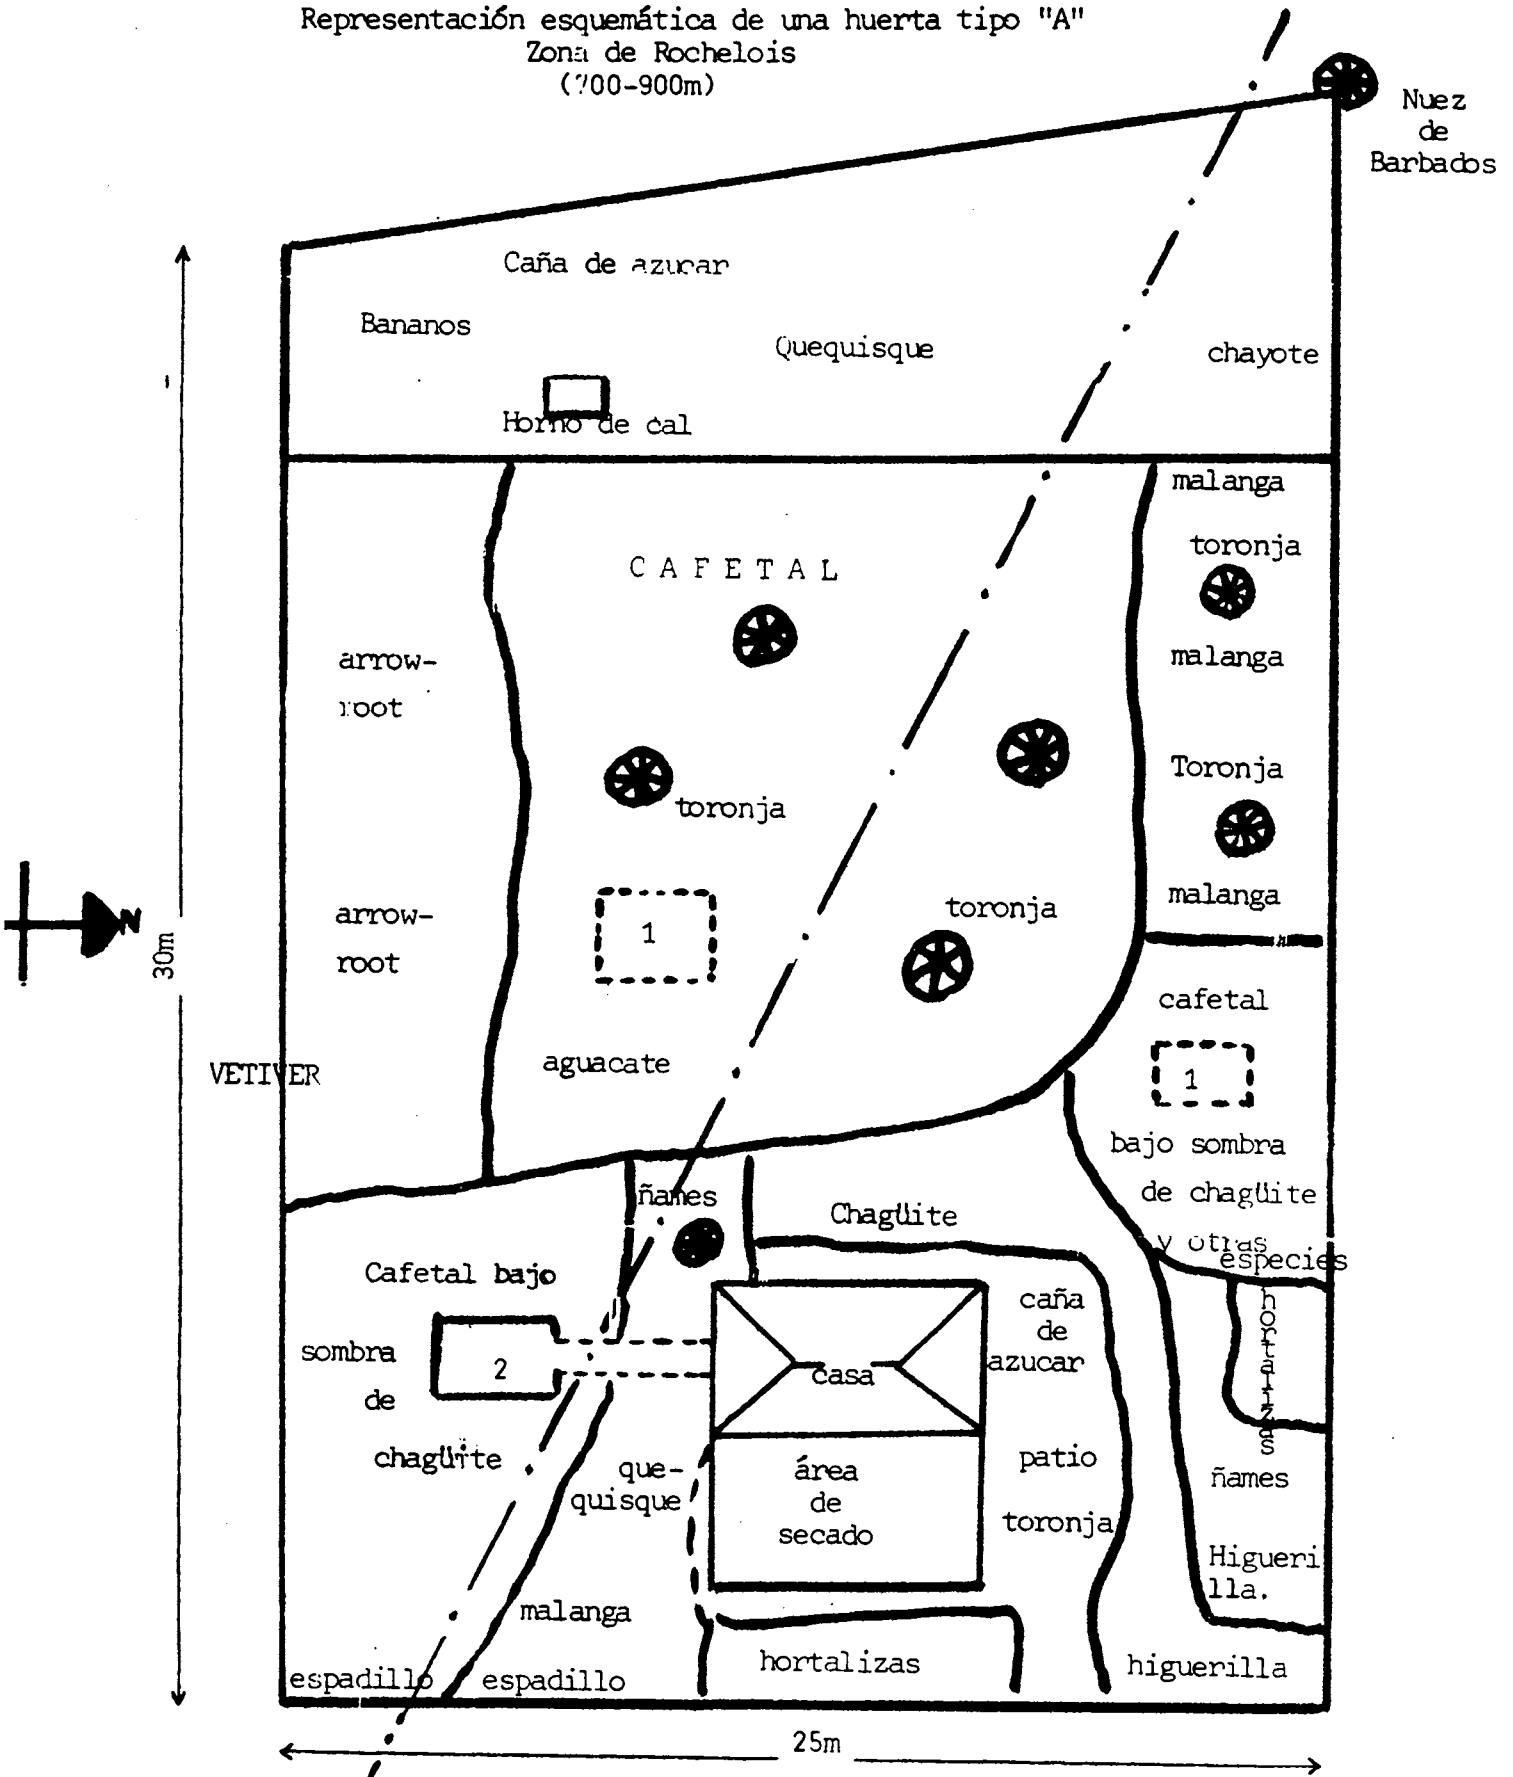 Representación esquemática de una huerta tipo "A"
Zona de Rochelois
(700-900m)
Nuez
de
Barbados
Caña de azucar
Bananos
Quequisque
chayote
Horno de cal
malanga
toronja
CAFETAL
malanga
arrow-
root
Toronja
toronja
malanga
arrow-
root
1
toronja
N
30m
cafetal
aguacate
VETIVER
1
bajo sombra
de chagüite
y otras
especies
ñames
Chagüite
Cafetal bajo
sombra
de
chagüite
2
casa
caña
de
azucar
hortalizas
que-
quisque
área
de
secado
patio
toronja
ñames
Higueri
lla.
malanga
espadillo
espadillo
hortalizas
higuerilla
25m